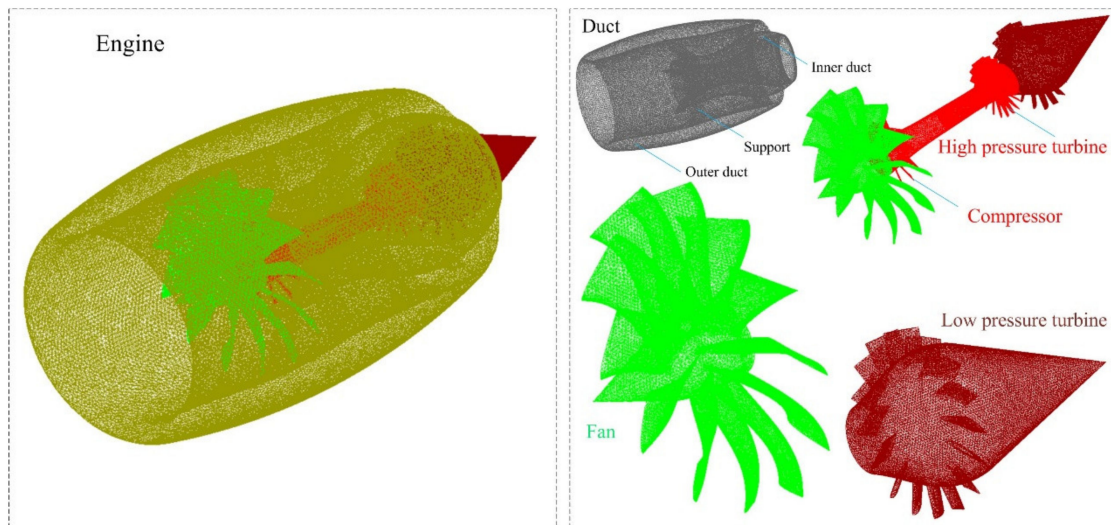 Engine
Duct
Inner duct
Support
Outer duct
High pressure turbine
Compressor
Fan
Low pressure turbine